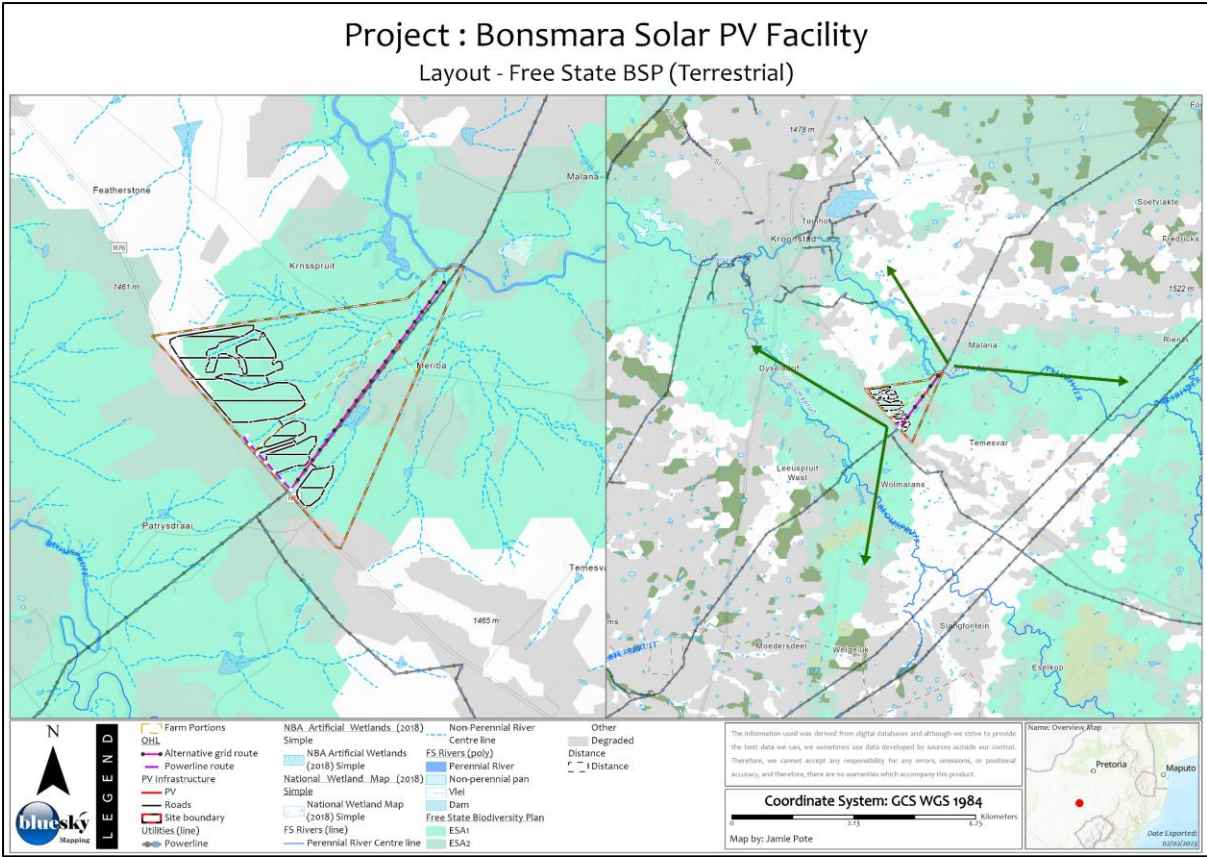 Project : Bonsmara Solar PV Facility
Layout - Free State BSP (Terrestrial)
Featherstone
Malana
R76
Krnsspruit
1461 m
Meriba
Patrysdraai
Temesva
1465 m
1478 m
Fo
Tuinhof
Kroonstad
Soetvlakte
Fredricks
1522 m
Malana
Rienzi
Dyselsduf
Blomspruit
Temesvar
Leeuspruit
West
Wolmarans
ms
Slangfontein
Moedersdeel
Welgeluk
Eselkop
N
bluesky
Mapping
LEGEND
Farm Portions
OHL
Alternative grid route
Powerline route
PV Infrastructure
PV
Roads
Site boundary
Utilities (line)
Powerline
NBA Artificial Wetlands (2018)
Simple
NBA Artificial Wetlands
(2018) Simple
National Wetland Map (2018)
Simple
National Wetland Map
(2018) Simple
FS Rivers (line)
Perennial River Centre line
Non-Perennial River
Centre line
FS Rivers (poly)
Perennial River
Non-perennial pan
Vlei
Dam
Free State Biodiversity Plan
ESA1
ESA2
Other
Degraded
Distance
Distance
The information used was derived from digital databases and although we strive to provide
the best data we can, we sometimes use data developed by sources outside our control.
Therefore, we cannot accept any responsibility for any errors, omissions, or positional
accuracy, and therefore, there are no warranties which accompany this product.
Coordinate System: GCS WGS 1984
Kilometers
0 2.13 4.25
Map by: Jamie Pote
Name: Overview Map
Pretoria
Maputo
Date Exported:
02/02/2023